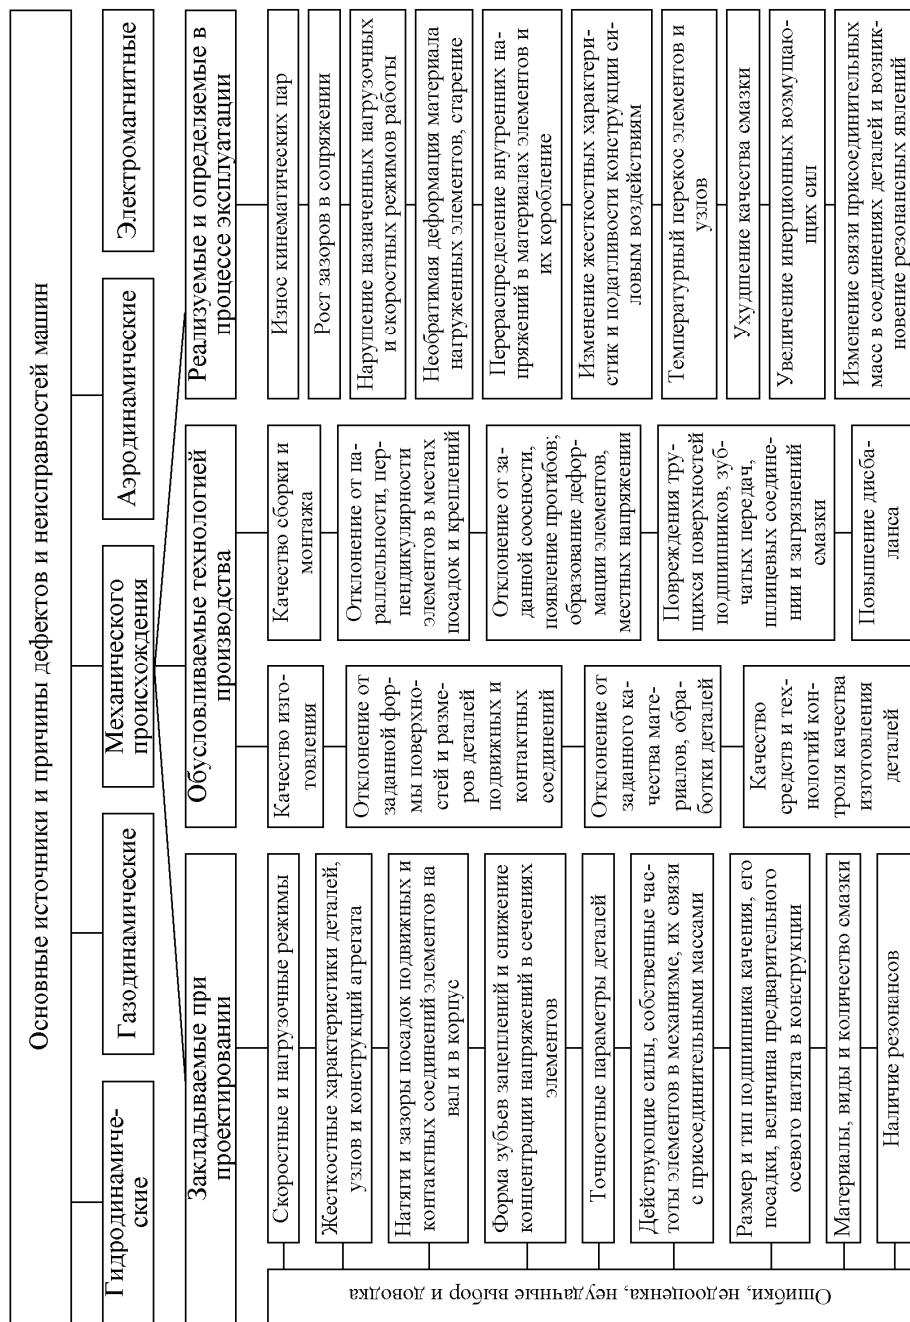 Основные источники и причины дефектов и неисправностей машин
Гидродинамиче-
ские
Газодинамические
Механического
происхождения
Аэродинамические
Электромагнитные
Закладываемые при
проектировании
Обусловливаемые технологией
производства
Реализуемые и определяемые в
процессе эксплуатации
Ошибки, недооценка, неудачные выбор и доводка
Скоростные и нагрузочные режимы
Жесткостные характеристики деталей,
узлов и конструкций агрегата
Натяги и зазоры посадок подвижных и
контактных соединений элементов на
вал и в корпус
Форма зубьев зацеплений и снижение
концентрации напряжений в сечениях
элементов
Точноетные параметры деталей
Действующие силы, собственные час-
тоты элементов в механизме, их связи
с присоединительными массами
Размер и тип подшипника качения, его
посадки, величина предварительного
осевого натяга в конструкции
Материалы, виды и количество смазки
Наличие резонансов
Качество изго-
товления
Отклонение от
заданной фор-
мы поверхно-
стей и разме-
ров деталей
подвижных и
контактных
соединений
Отклонение от
заданного ка-
чества мате-
риалов, обра-
ботки деталей
Качество
средств и тех-
нологий кон-
троля качества
изготовления
деталей
Качество сборки и
монтажа
Отклонение от па-
раллельности, пер-
пендикулярности
элементов в местах
посадок и креплений
Отклонение от за-
данной соосности,
появление прогибов;
образование дефор-
мации элементов,
местных напряжении
Повреждения тру-
щихся поверхностей
подшипников, зуб-
чатых передач,
шлицевых соедине-
нии и загрязнений
смазки
Повышение дисба-
ланса
Износ кинематических пар
Рост зазоров в сопряжении
Нарушение назначенных нагрузочных
и скоростных режимов работы
Необратимая деформация материала
нагруженных элементов, старение
Перераспределение внутренних на-
пряжений в материалах элементов и
их коробление
Изменение жесткостных характери-
стик и податливости конструкции си-
ловым воздействиям
Температурный перекос элементов и
узлов
Ухудшение качества смазки
Увеличение инерционных возмущаю-
щих сил
Изменение связи присоединительных
масс в соединениях деталей и возник-
новение резонансных явлений